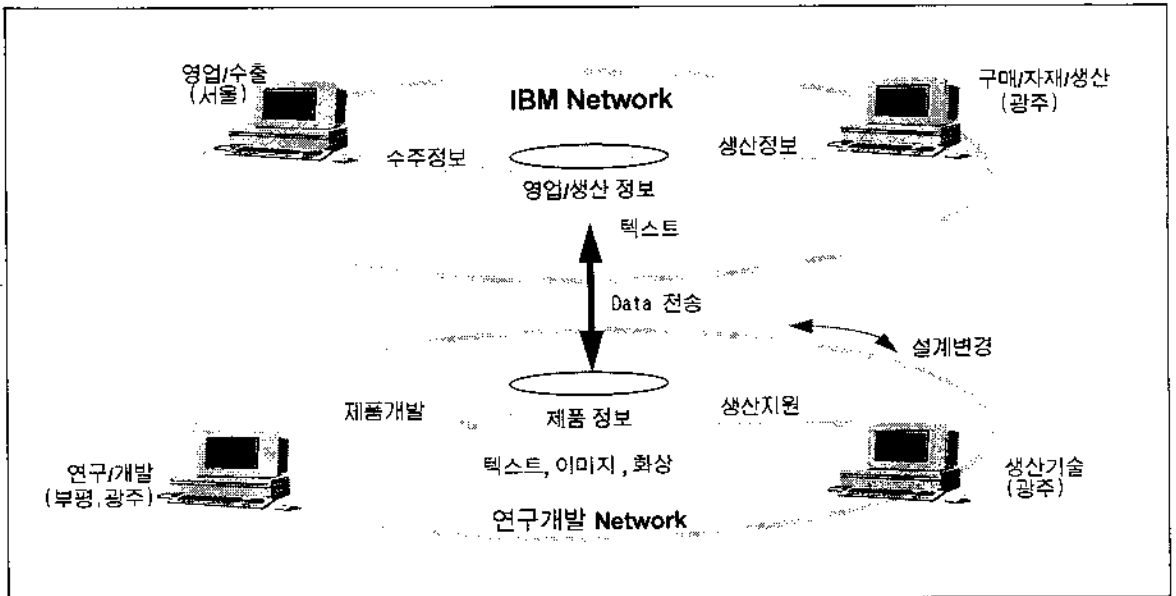 영업/수출
(서울)
IBM Network
구매/자재/생산
(광주)
수주정보
생산정보
영업/생산 정보
텍스트
Data 전송
설계변경
제품개발
제품 정보
생산지원
텍스트, 이미지, 화상
연구/개발
(부평, 광주)
생산기술
(광주)
연구개발 Network